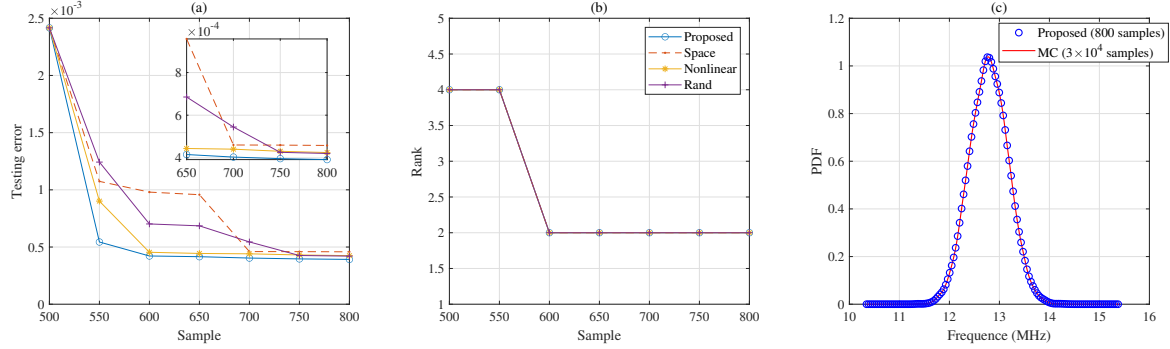 (a)
×10⁻³
2.5
2
1.5
1
0.5
0
500 550 600 650 700 750 800
Testing error
Sample
×10⁻⁴
8
6
4
650 700 750 800
(b)
5
4.5
4
3.5
3
2.5
2
1.5
1
500 550 600 650 700 750 800
Rank
Sample
Proposed
Space
Nonlinear
Rand
(c)
1.2
1
0.8
0.6
0.4
0.2
0
10 11 12 13 14 15 16
PDF
Frequence (MHz)
Proposed (800 samples)
MC (3×10⁴ samples)